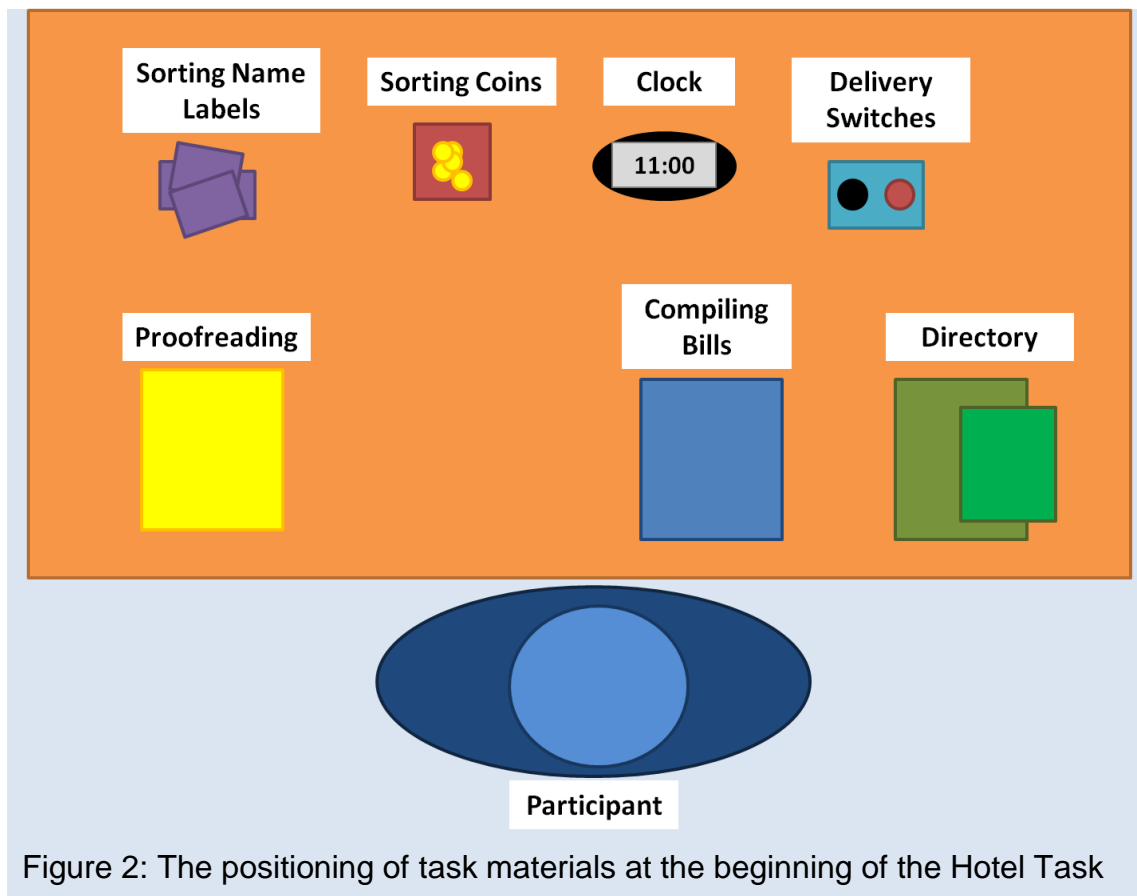 Sorting Name
Labels
Sorting Coins
Clock
Delivery
Switches
11:00
Proofreading
Compiling
Bills
Directory
Participant
Figure 2: The positioning of task materials at the beginning of the Hotel Task